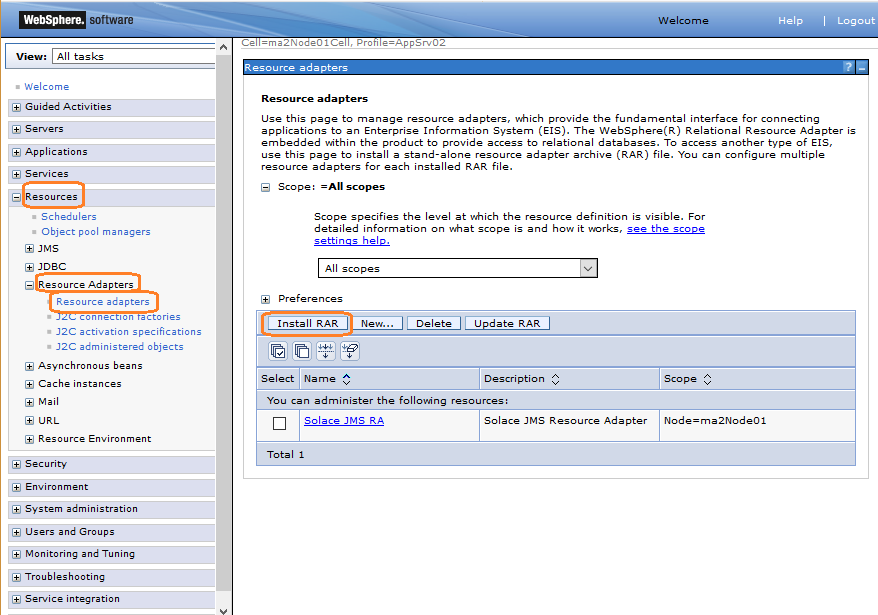 WebSphere. software
Welcome
Help | Logout
View: All tasks
Cell=ma2Node01Cell, Profile=AppSrv02
Welcome
Guided Activities
Servers
Applications
Services
Resources
Schedulers
Object pool managers
JMS
JDBC
Resource Adapters
Resource adapters
J2C connection factories
J2C activation specifications
J2C administered objects
Asynchronous beans
Cache instances
Mail
URL
Resource Environment
Security
Environment
System administration
Users and Groups
Monitoring and Tuning
Troubleshooting
Service integration
Resource adapters
? –
Resource adapters
Use this page to manage resource adapters, which provide the fundamental interface for connecting
applications to an Enterprise Information System (EIS). The WebSphere(R) Relational Resource Adapter is
embedded within the product to provide access to relational databases. To access another type of EIS,
use this page to install a stand-alone resource adapter archive (RAR) file. You can configure multiple
resource adapters for each installed RAR file.
Scope: =All scopes
Scope specifies the level at which the resource definition is visible. For
detailed information on what scope is and how it works, see the scope
settings help.
All scopes
Preferences
Install RAR New... Delete Update RAR
Select Name Description Scope
You can administer the following resources:
Solace JMS RA Solace JMS Resource Adapter Node=ma2Node01
Total 1